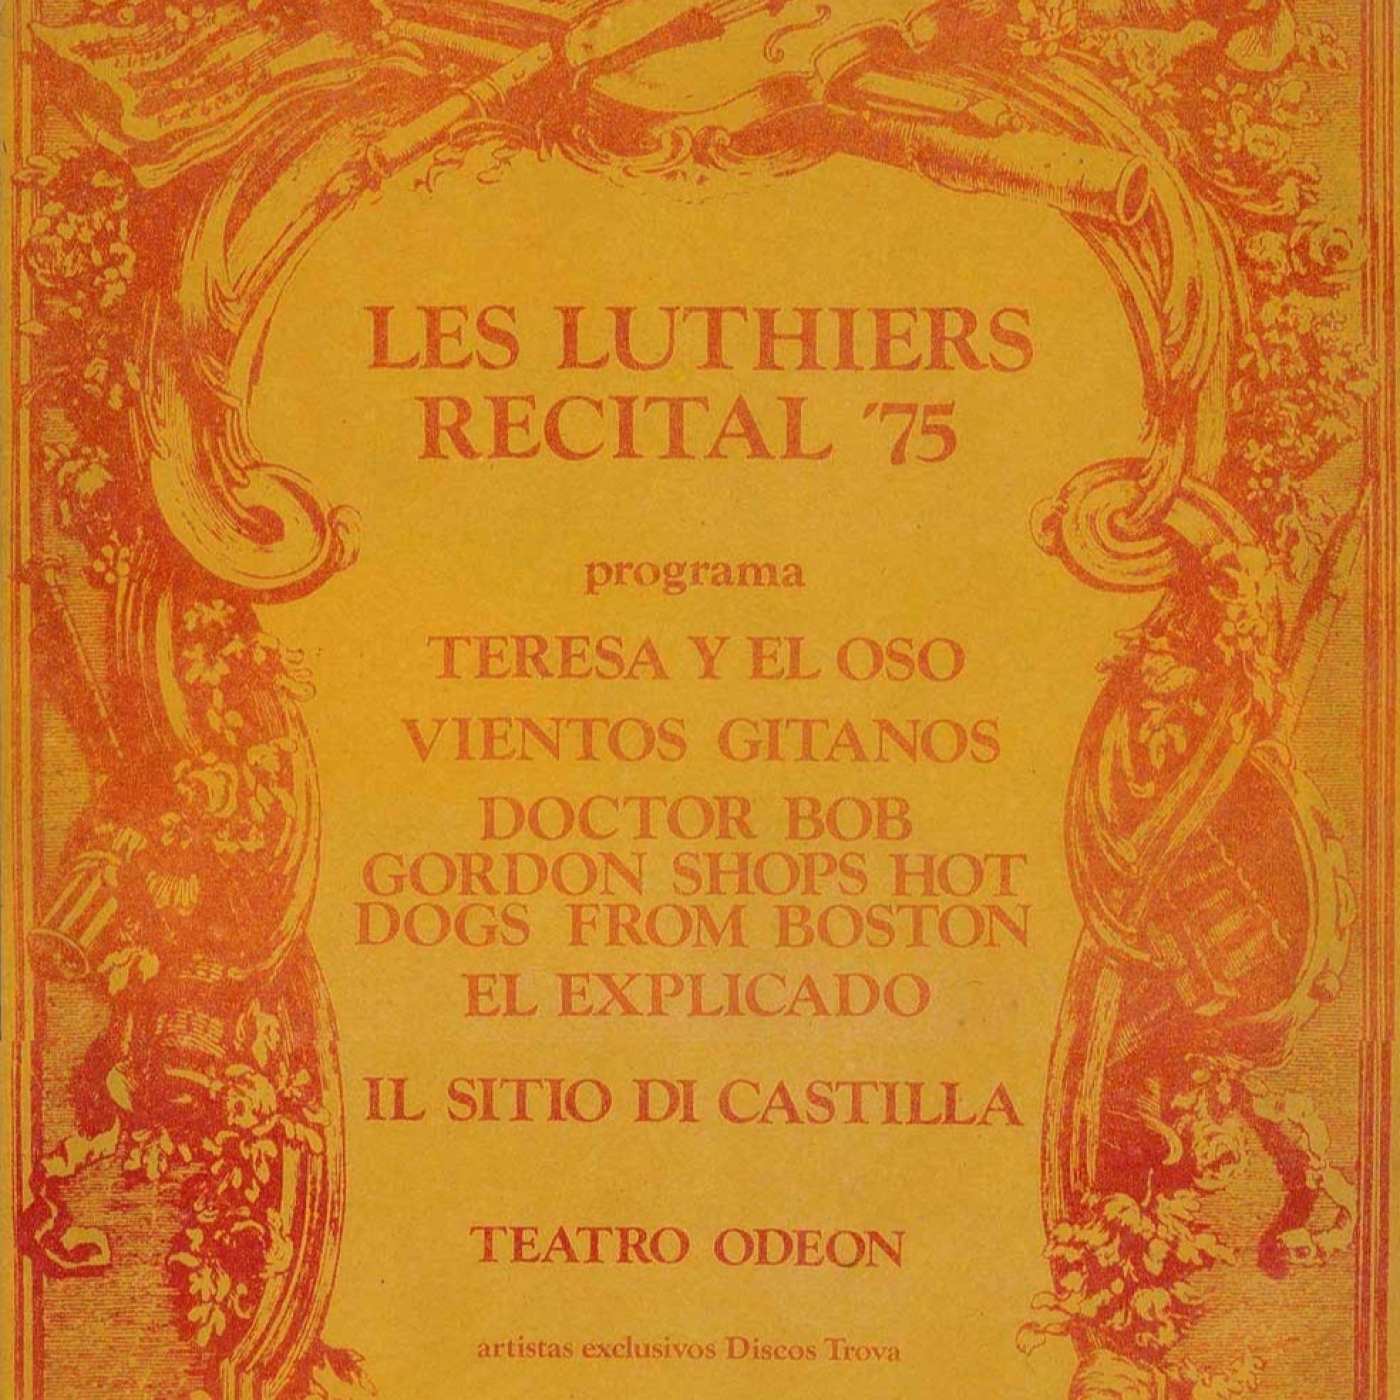 LES LUTHIERS
RECITAL '75
programa
TERESA Y EL OSO
VIENTOS GITANOS
DOCTOR BOB
GORDON SHOPS HOT
DOGS FROM BOSTON
EL EXPLICADO
IL SITIO DI CASTILLA
TEATRO ODEON
artistas exclusivos Discos Trova